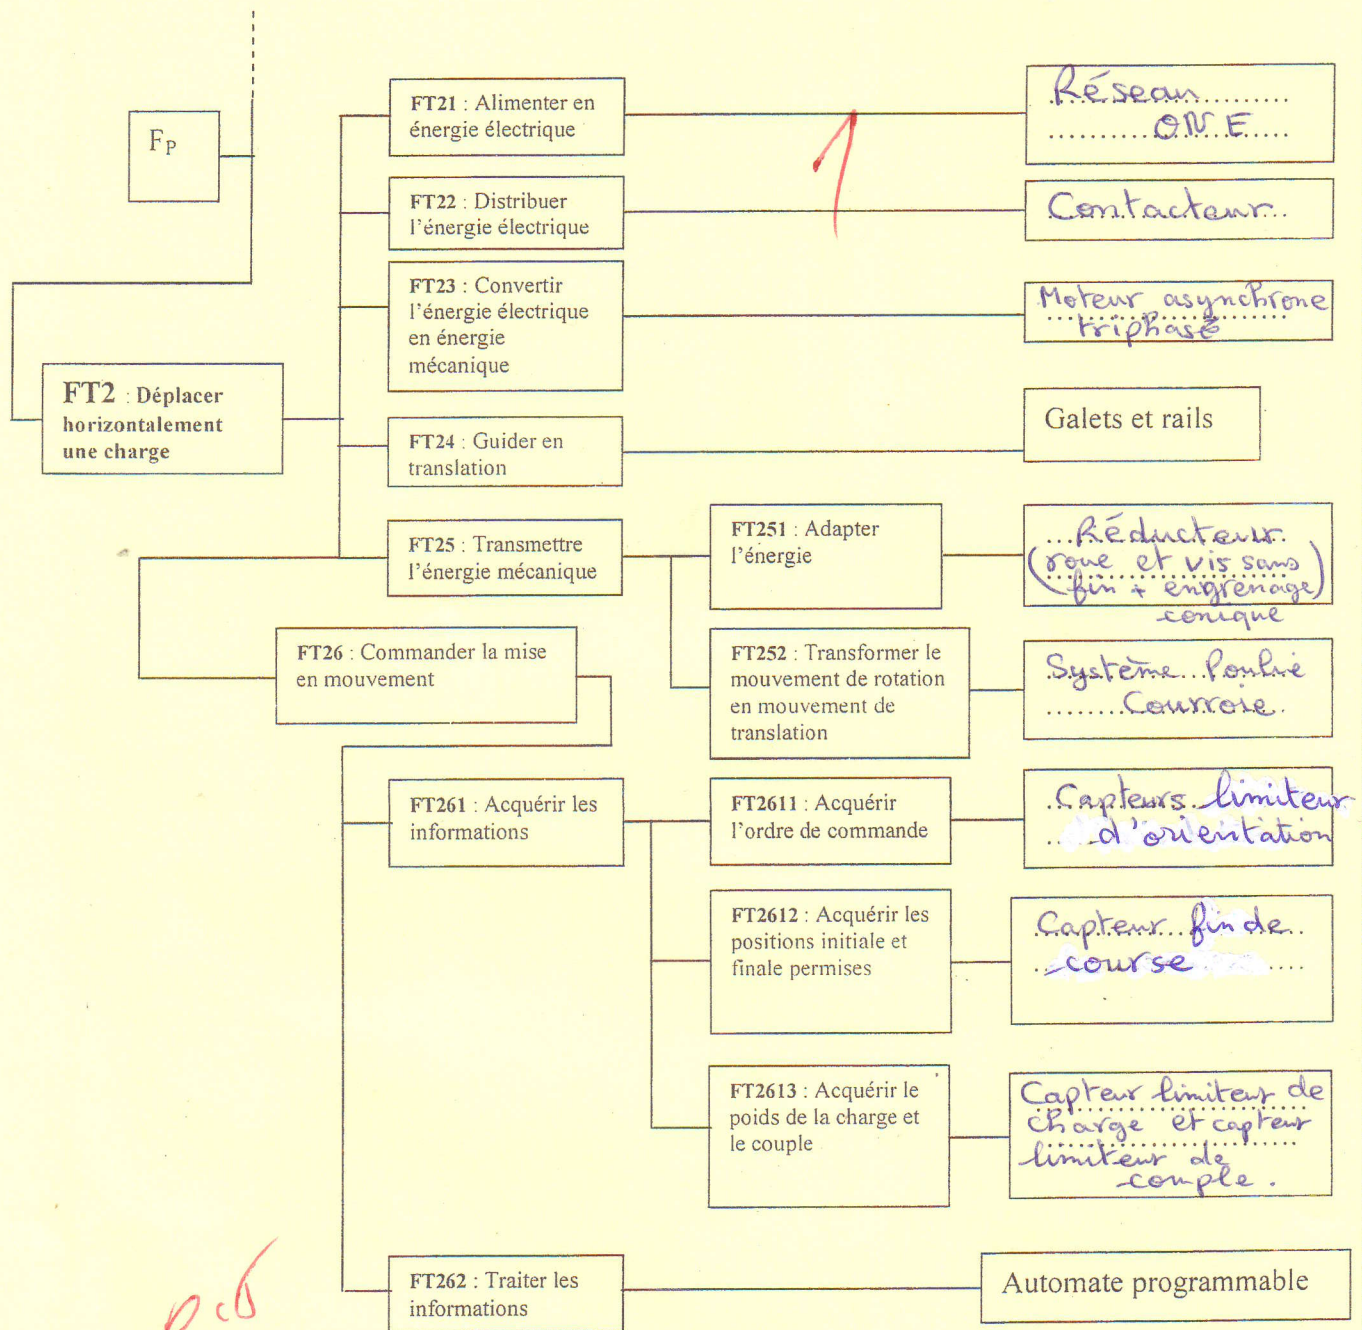 F_P
FT21 : Alimenter en
énergie électrique
1
Réseau
ONE
FT22 : Distribuer
l'énergie électrique
Contacteur
FT23 : Convertir
l'énergie électrique
en énergie
mécanique
Moteur asynchrone
triphasé
FT2 : Déplacer
horizontalement
une charge
FT24 : Guider en
translation
Galets et rails
FT25 : Transmettre
l'énergie mécanique
FT251 : Adapter
l'énergie
Réducteur
(roue et vis sans
fin + engrenage)
conique
FT26 : Commander la mise
en mouvement
FT252 : Transformer le
mouvement de rotation
en mouvement de
translation
Système Poulie
Courroie.
FT261 : Acquérir les
informations
FT2611 : Acquérir
l'ordre de commande
Capteurs limiteur
d'orientation
FT2612 : Acquérir les
positions initiale et
finale permises
Capteur fin de
course
FT2613 : Acquérir le
poids de la charge et
le couple
Capteur limiteur de
charge et capteur
limiteur de
couple.
FT262 : Traiter les
informations
Automate programmable